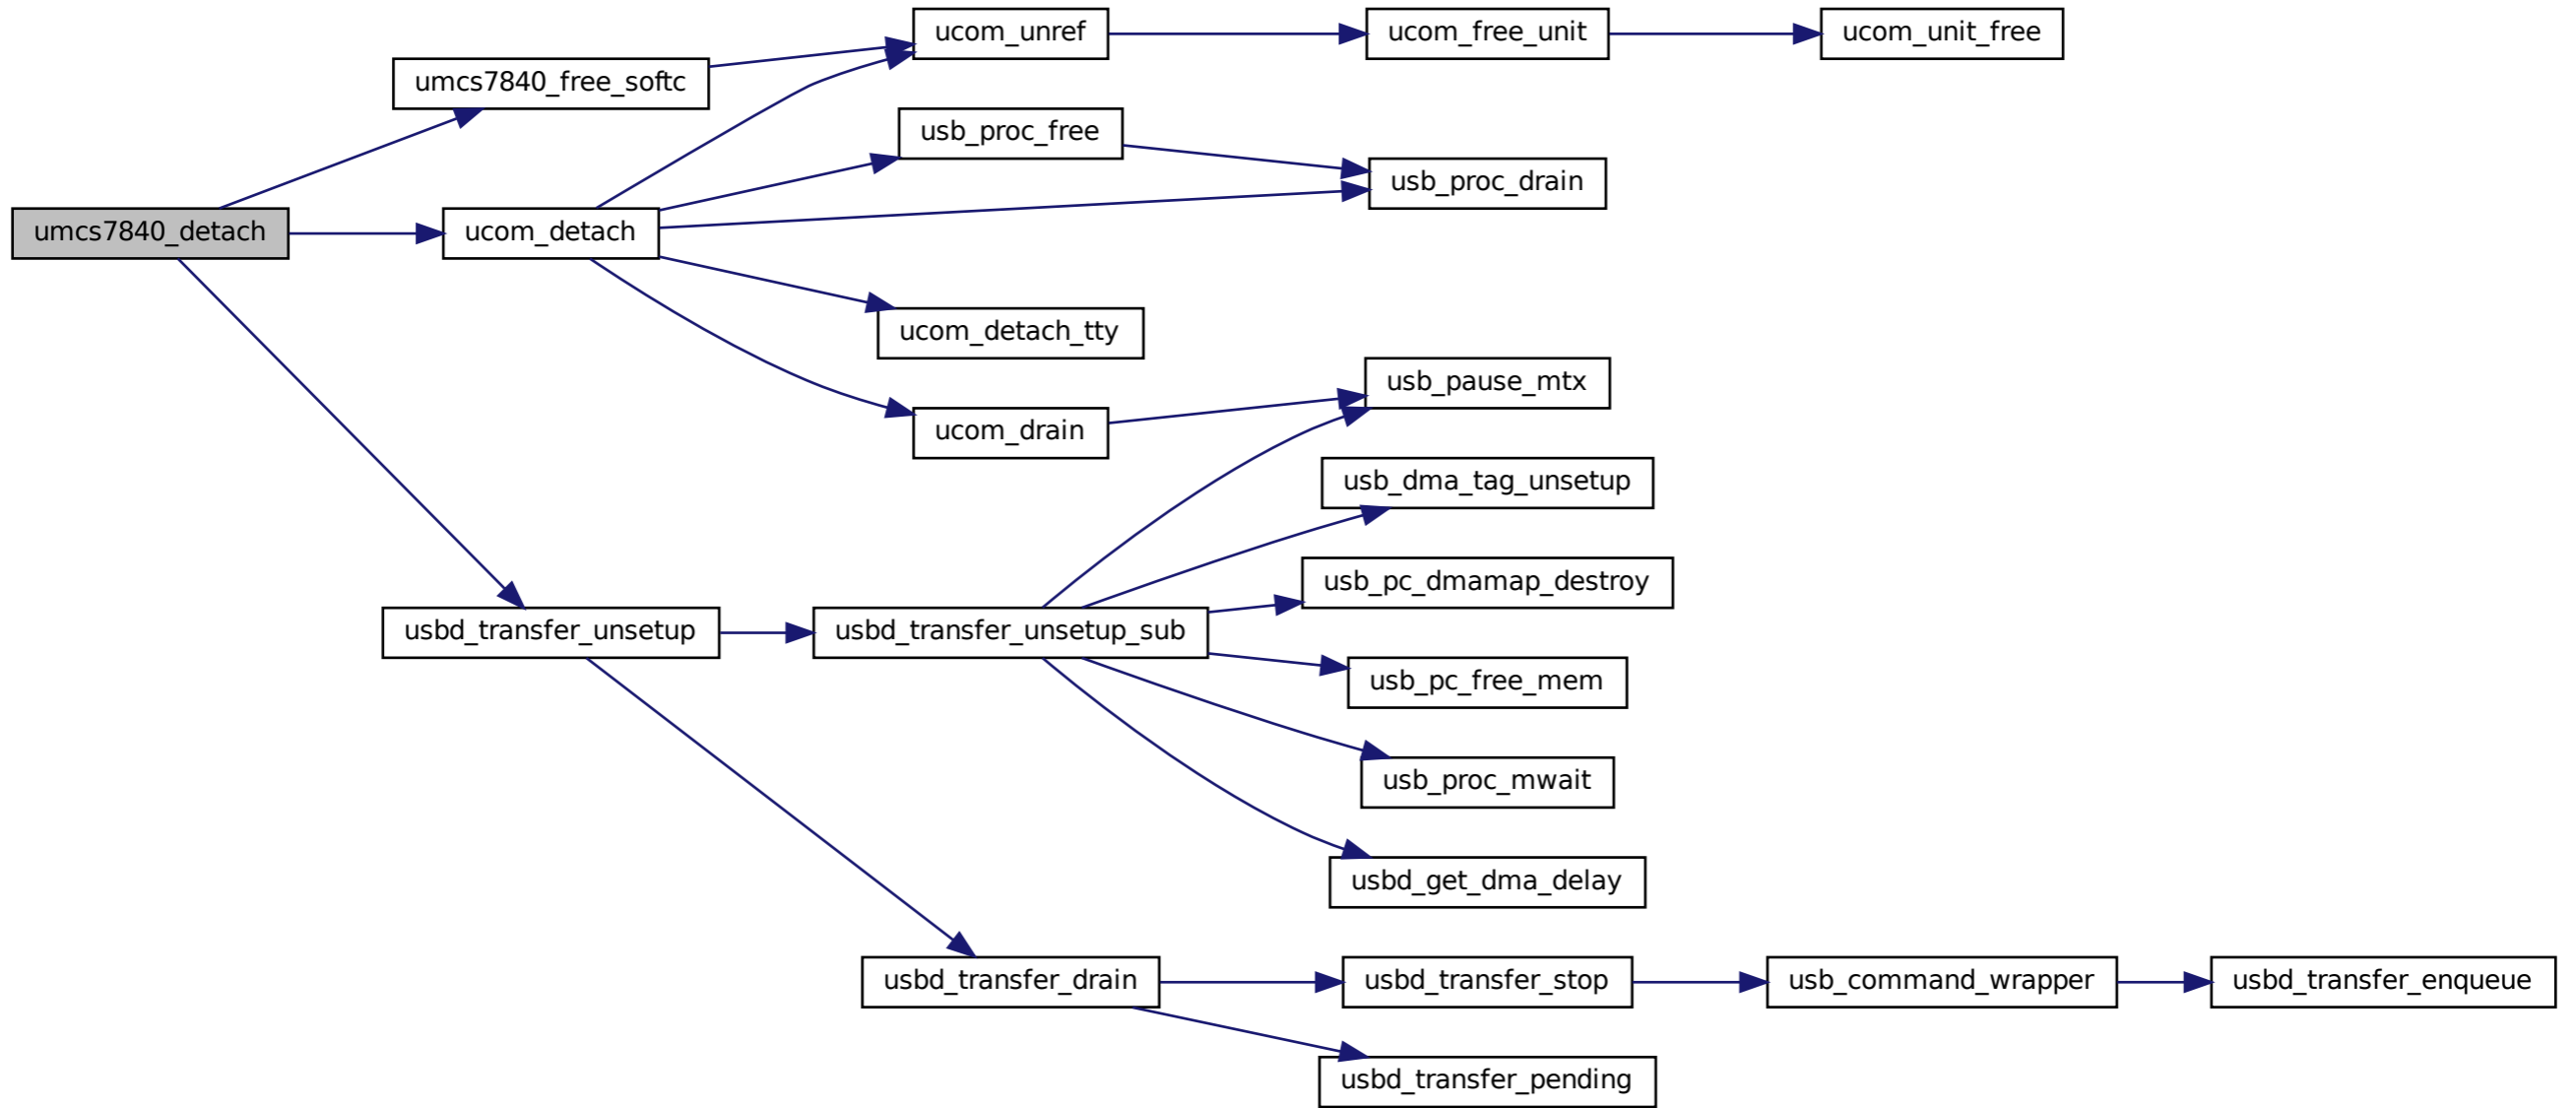 ucom_unref
ucom_free_unit
ucom_unit_free
umcs7840_free_softc
usb_proc_free
usb_proc_drain
umcs7840_detach
ucom_detach
ucom_detach_tty
usb_pause_mtx
ucom_drain
usb_dma_tag_unsetup
usb_pc_dmamap_destroy
usbd_transfer_unsetup
usbd_transfer_unsetup_sub
usb_pc_free_mem
usb_proc_mwait
usbd_get_dma_delay
usbd_transfer_drain
usbd_transfer_stop
usb_command_wrapper
usbd_transfer_enqueue
usbd_transfer_pending